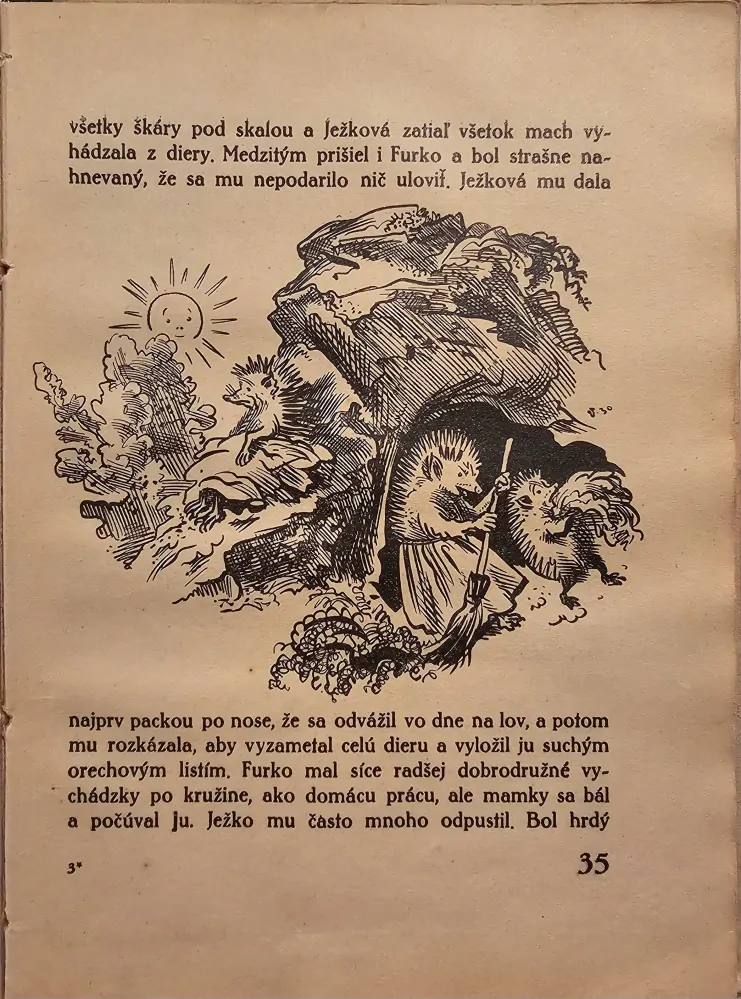 všetky škáry pod skalou a Ježková zatiaľ všetok mach vy-
hádzala z diery. Medzitým prišiel i Furko a bol strašne na-
hnevaný, že sa mu nepodarilo nič uloviť. Ježková mu dala
najprv packou po nose, že sa odvážil vo dne na lov, a potom
mu rozkázala, aby vyzametal celú dieru a vyložil ju suchým
orechovým listím. Furko mal síce radšej dobrodružné vy-
chádzky po kružine, ako domácu prácu, ale mamky sa bál
a počúval ju. Ježko mu často mnoho odpustil. Bol hrdý
3*
35